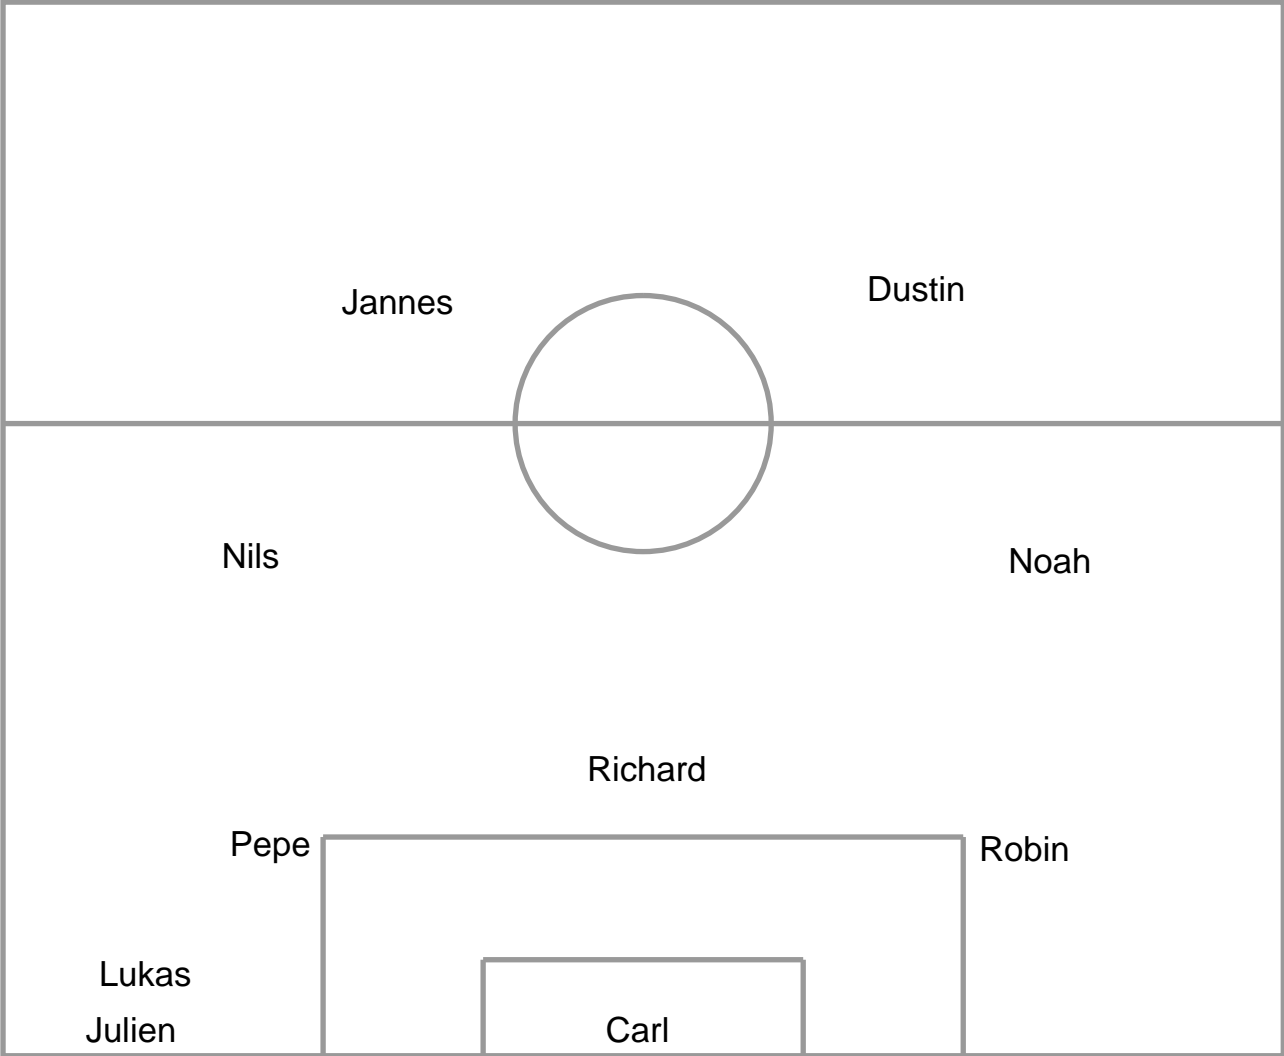 Dustin
Jannes
Nils
Noah
Richard
Pepe
Robin
Lukas
Julien
Carl